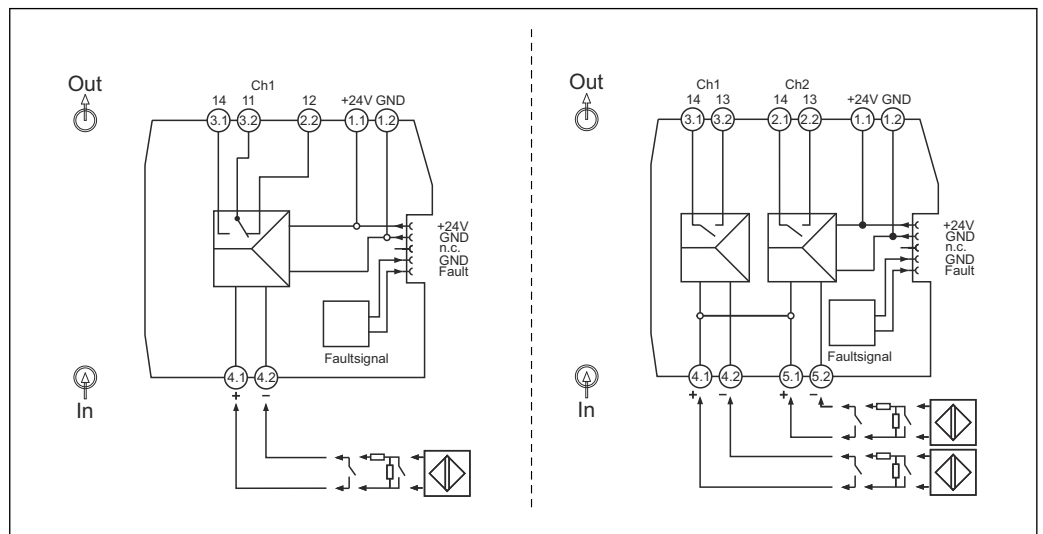 Out
Ch1
14 11 12 +24V GND
3.1 3.2 2.2 1.1 1.2
+24V
GND
n.c.
GND
Fault
Faultsignal
4.1 4.2
+ –
In
Out
Ch1 Ch2
14 13 14 13 +24V GND
3.1 3.2 2.1 2.2 1.1 1.2
+24V
GND
n.c.
GND
Fault
Faultsignal
4.1 4.2 5.1 5.2
+ – + –
In